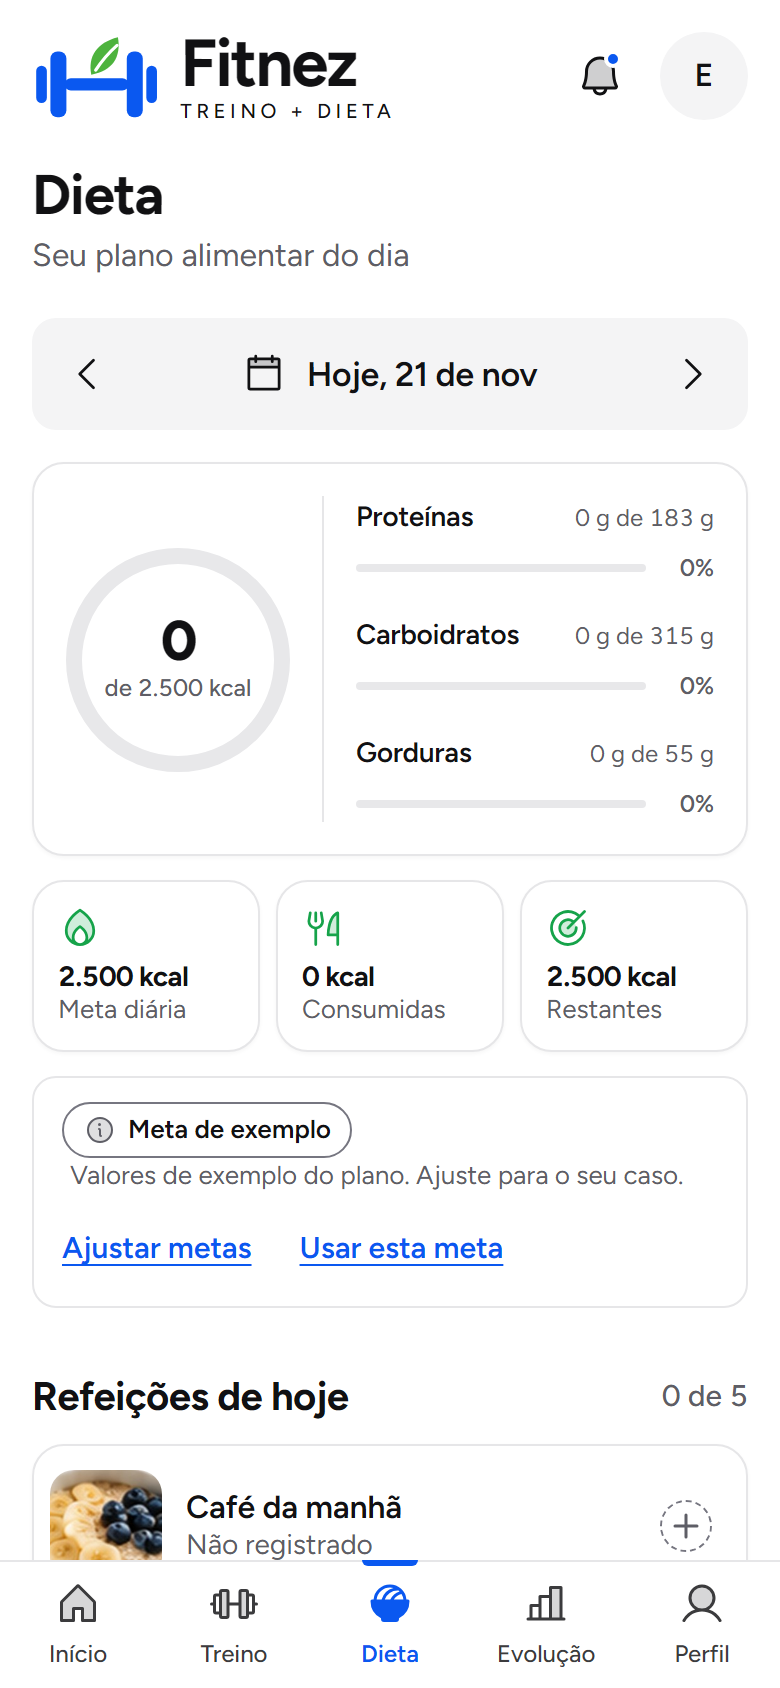 Fitnez
TREINO + DIETA
E
Dieta
Seu plano alimentar do dia
Hoje, 21 de nov
0
de 2.500 kcal
Proteínas 0 g de 183 g
0%
Carboidratos 0 g de 315 g
0%
Gorduras 0 g de 55 g
0%
2.500 kcal
Meta diária
0 kcal
Consumidas
2.500 kcal
Restantes
Meta de exemplo
Valores de exemplo do plano. Ajuste para o seu caso.
Ajustar metas Usar esta meta
Refeições de hoje 0 de 5
Café da manhã
Não registrado
Início Treino Dieta Evolução Perfil